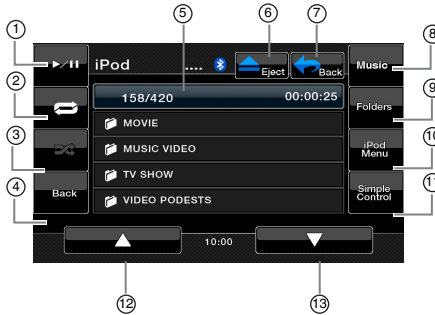 5 6 7
1 8
iPod .... Eject Back Music
2 158/420 00:00:25 Folders 9
MOVIE
3 MUSIC VIDEO iPod Menu 10
TV SHOW
4 Back VIDEO PODESTS Simple Control 11
10:00
12 13